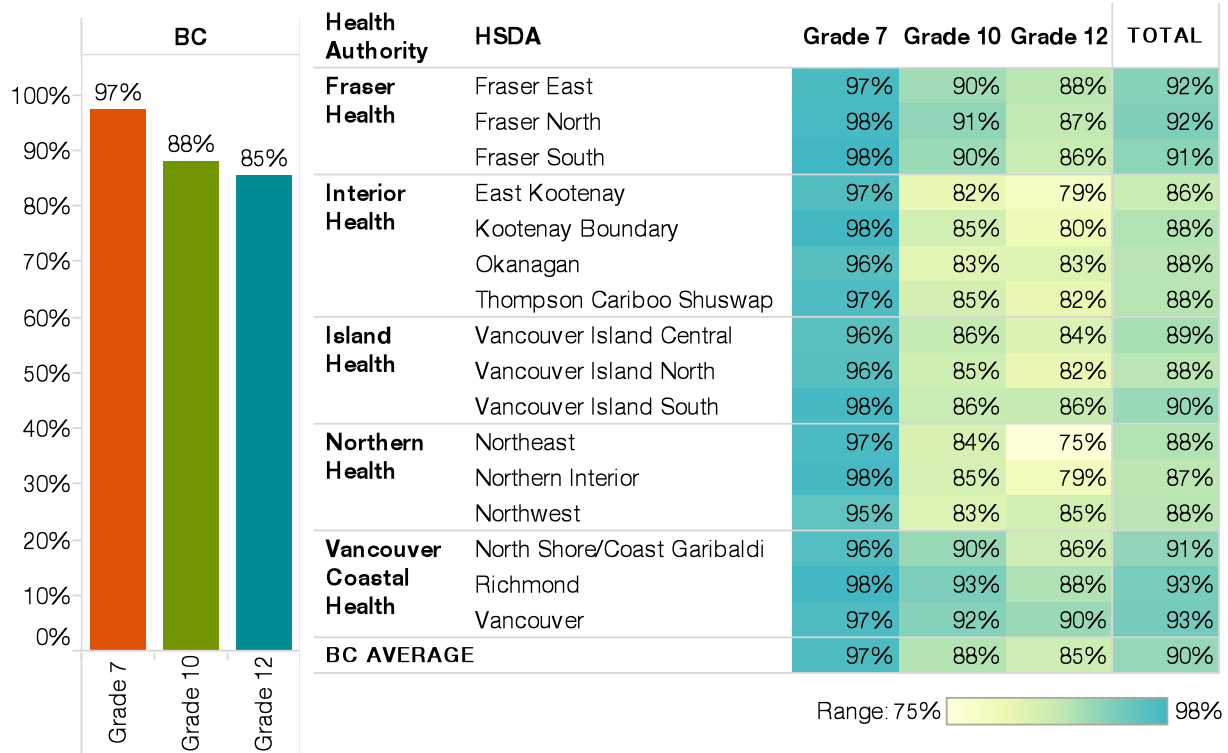 BC
97%
88%
85%
100%
90%
80%
70%
60%
50%
40%
30%
20%
10%
0%
Grade 7
Grade 10
Grade 12
Health Authority HSDA Grade 7 Grade 10 Grade 12 TOTAL
Fraser Health Fraser East 97% 90% 88% 92%
Fraser North 98% 91% 87% 92%
Fraser South 98% 90% 86% 91%
Interior Health East Kootenay 97% 82% 79% 86%
Kootenay Boundary 98% 85% 80% 88%
Okanagan 96% 83% 83% 88%
Thompson Cariboo Shuswap 97% 85% 82% 88%
Island Health Vancouver Island Central 96% 86% 84% 89%
Vancouver Island North 96% 85% 82% 88%
Vancouver Island South 98% 86% 86% 90%
Northern Health Northeast 97% 84% 75% 88%
Northern Interior 98% 85% 79% 87%
Northwest 95% 83% 85% 88%
Vancouver Coastal Health North Shore/Coast Garibaldi 96% 90% 86% 91%
Richmond 98% 93% 88% 93%
Vancouver 97% 92% 90% 93%
BC AVERAGE 97% 88% 85% 90%
Range: 75% 98%